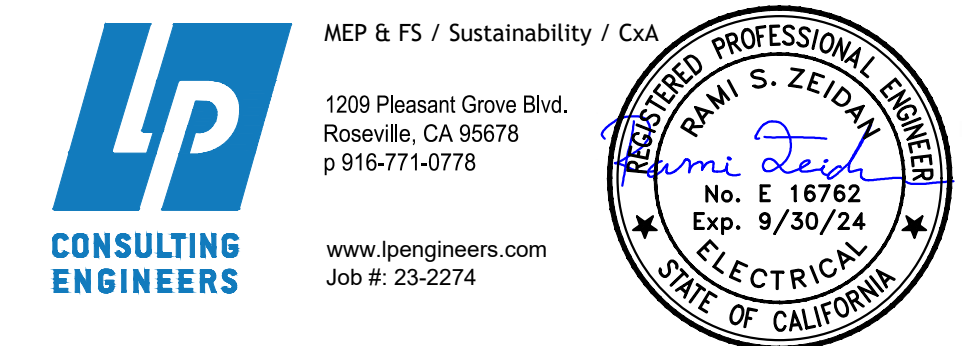 LP
CONSULTING
ENGINEERS
MEP & FS / Sustainability / CxA
1209 Pleasant Grove Blvd.
Roseville, CA 95678
p 916-771-0778
www.lpengineers.com
Job #: 23-2274
REGISTERED PROFESSIONAL ENGINEER
RAMI S. ZEIDAN
Rami Zeid
No. E 16762
Exp. 9/30/24
ELECTRICAL
STATE OF CALIFORNIA